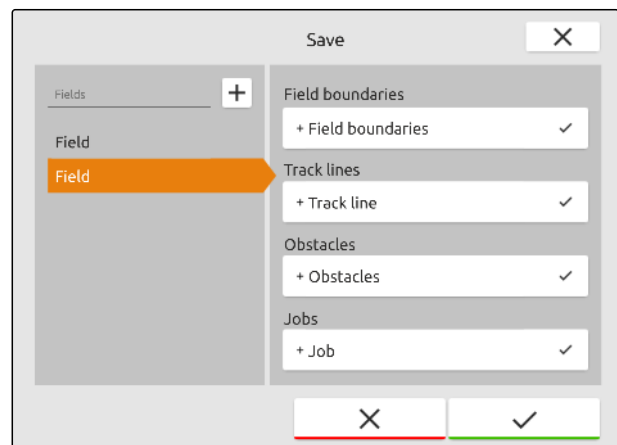 Save
Fields
Field
Field
Field boundaries
+ Field boundaries
Track lines
+ Track line
Obstacles
+ Obstacles
Jobs
+ Job